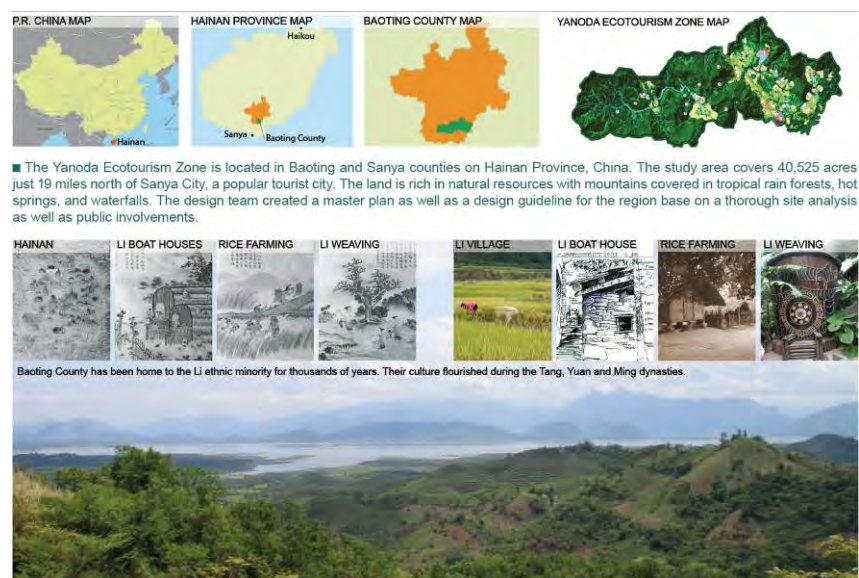 P.R. CHINA MAP
HAINAN PROVINCE MAP
BAOTING COUNTY MAP
YANODA ECOTOURISM ZONE MAP
Haikou
Hainan
Sanya
Baoting County
■ The Yanoda Ecotourism Zone is located in Baoting and Sanya counties on Hainan Province, China. The study area covers 40,525 acres
just 19 miles north of Sanya City, a popular tourist city. The land is rich in natural resources with mountains covered in tropical rain forests, hot
springs, and waterfalls. The design team created a master plan as well as a design guideline for the region base on a thorough site analysis
as well as public involvements.
HAINAN
LI BOAT HOUSES
RICE FARMING
LI WEAVING
LI VILLAGE
LI BOAT HOUSE
RICE FARMING
LI WEAVING
Baoting County has been home to the Li ethnic minority for thousands of years. Their culture flourished during the Tang, Yuan and Ming dynasties.